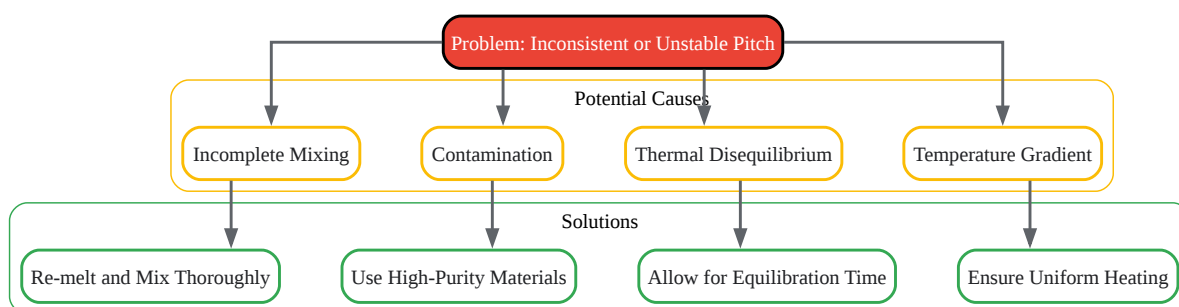 Problem: Inconsistent or Unstable Pitch
Potential Causes
Incomplete Mixing
Contamination
Thermal Disequilibrium
Temperature Gradient
Solutions
Re-melt and Mix Thoroughly
Use High-Purity Materials
Allow for Equilibration Time
Ensure Uniform Heating